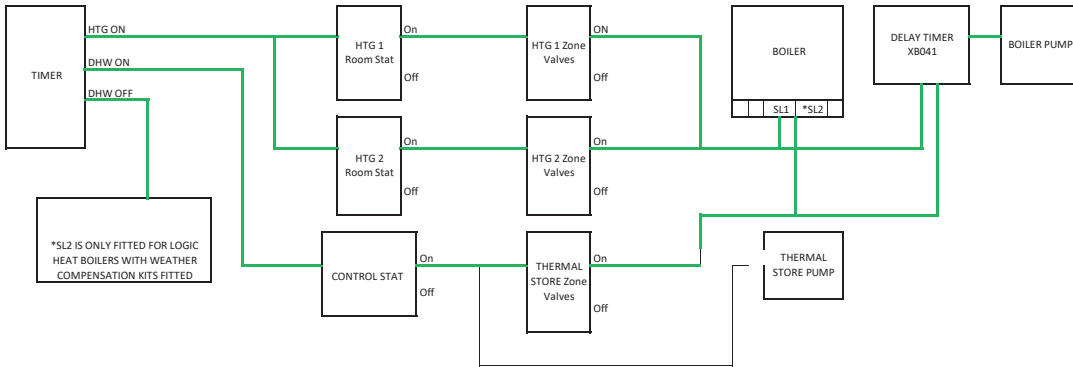 TIMER
HTG ON
DHW ON
DHW OFF
HTG 1
Room Stat
On
Off
HTG 1 Zone
Valves
ON
Off
BOILER
SL1
*SL2
DELAY TIMER
XB041
BOILER PUMP
HTG 2
Room Stat
On
Off
HTG 2 Zone
Valves
On
Off
*SL2 IS ONLY FITTED FOR LOGIC
HEAT BOILERS WITH WEATHER
COMPENSATION KITS FITTED
CONTROL STAT
On
Off
THERMAL
STORE Zone
Valves
On
Off
THERMAL
STORE PUMP